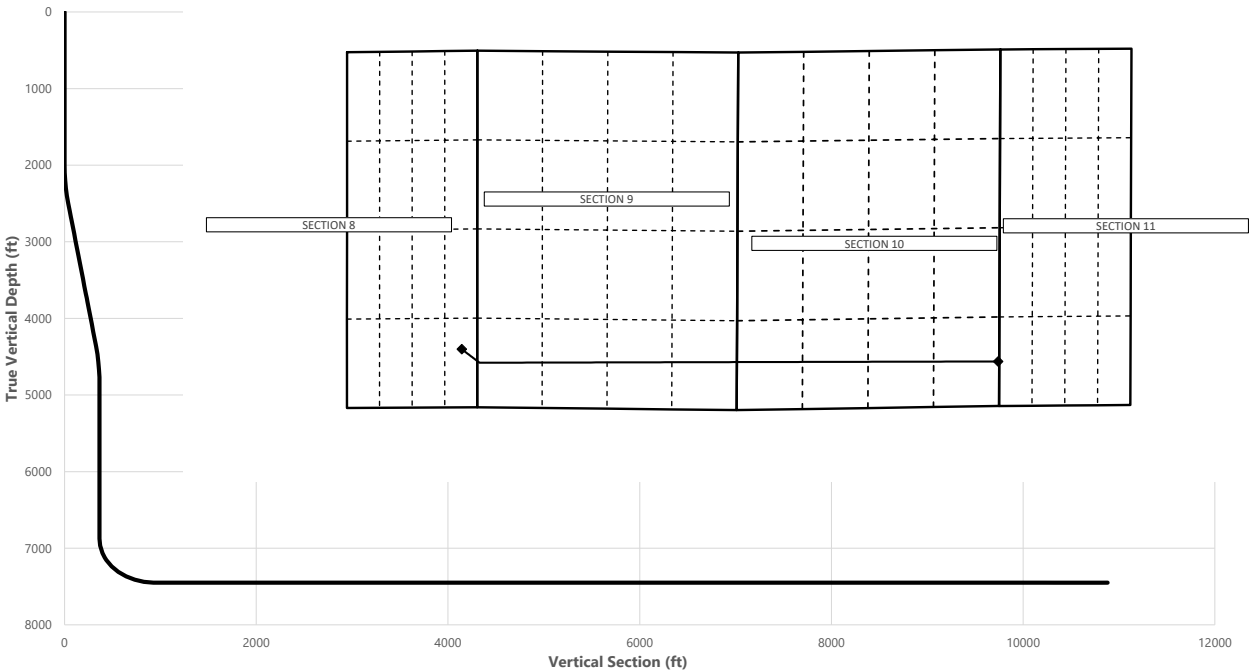 0
1000
2000
3000
4000
5000
6000
7000
8000
True Vertical Depth (ft)
SECTION 9
SECTION 8
SECTION 11
SECTION 10
0
2000
4000
6000
8000
10000
12000
Vertical Section (ft)